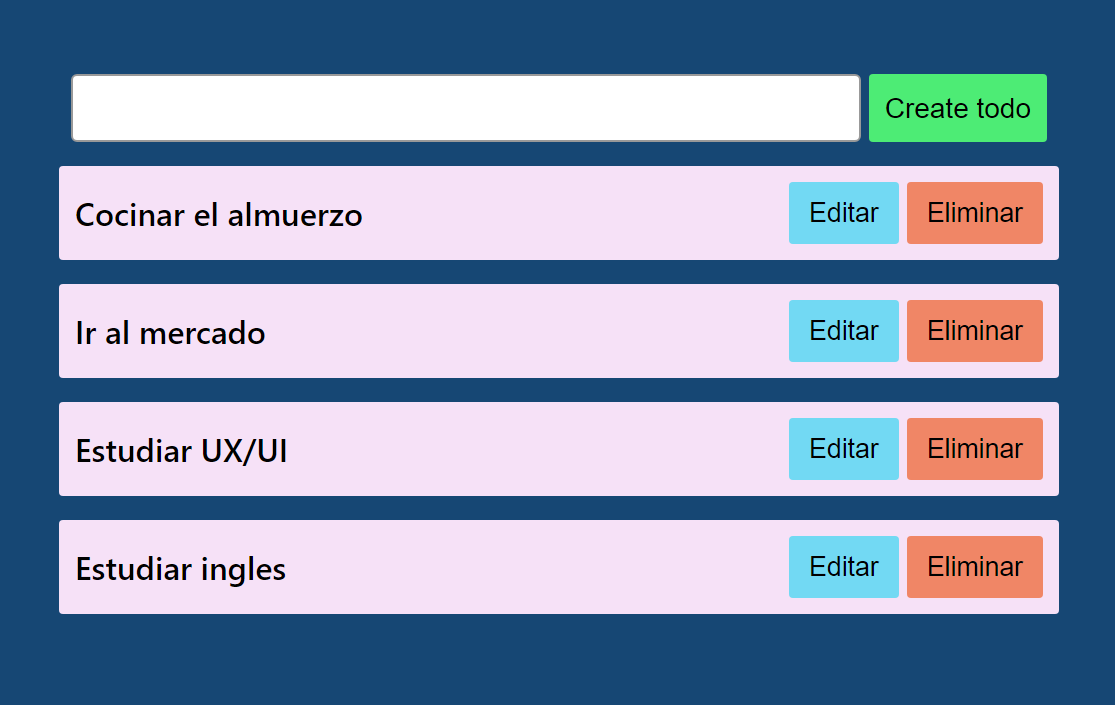 Create todo
Cocinar el almuerzo Editar Eliminar
Ir al mercado Editar Eliminar
Estudiar UX/UI Editar Eliminar
Estudiar ingles Editar Eliminar